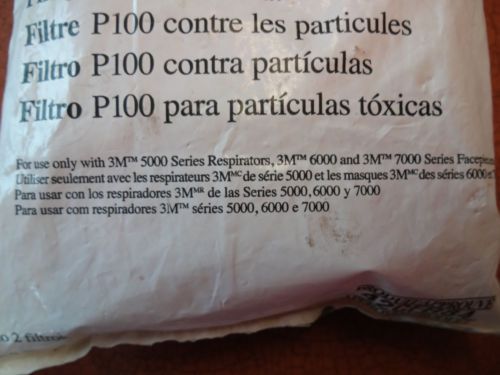 Filtre P100 contre les particules
Filtro P100 contra partículas
Filtro P100 para partículas tóxicas
For use only with 3M™ 5000 Series Respirators, 3M™ 6000 and 3M™ 7000 Series
Utiliser seulement avec les respirateurs 3Mᴹᶜ de série 5000 et les masques 3Mᴹᶜ des séries 6000
Para usar con los respiradores 3Mᴹᴿ de las Series 5000, 6000 y 7000
Para usar com respiradores 3M™ séries 5000, 6000 e 7000
o 2